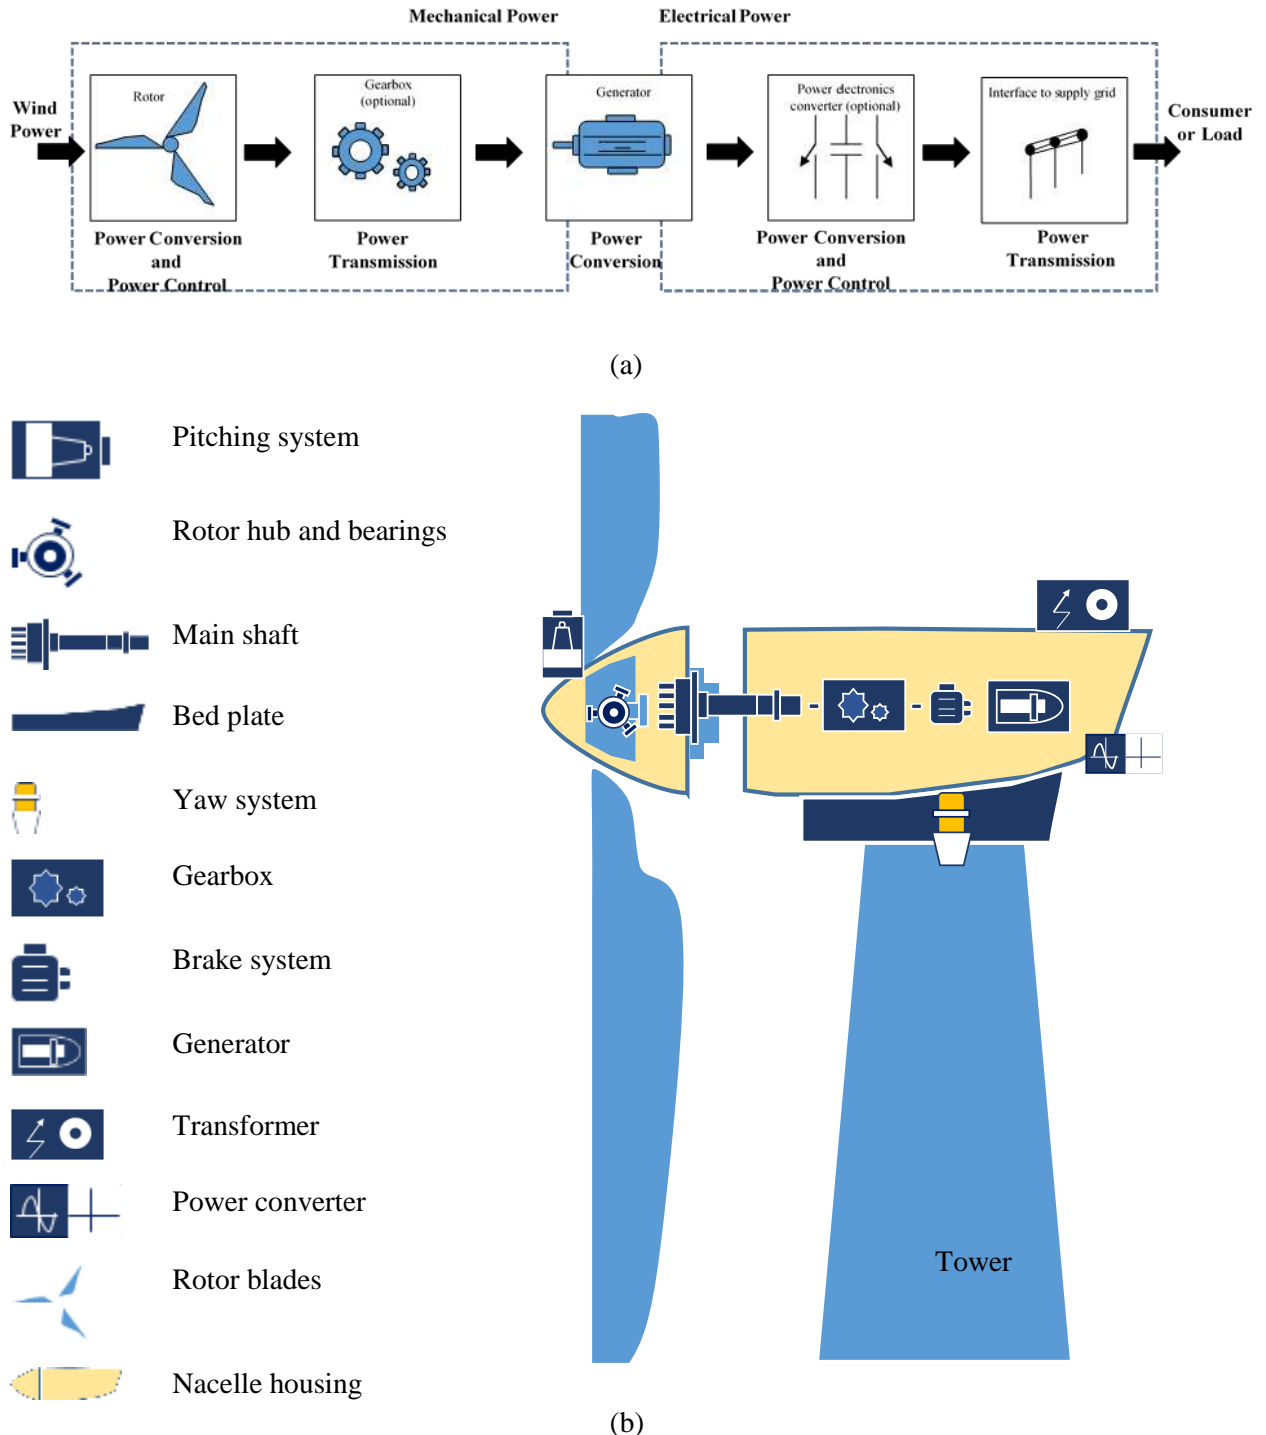 Mechanical Power
Electrical Power
Wind
Power
Rotor
Gearbox
(optional)
Generator
Power electronics
converter (optional)
Interface to supply grid
Consumer
or Load
Power Conversion
and
Power Control
Power
Transmission
Power
Conversion
Power Conversion
and
Power Control
Power
Transmission
(a)
Pitching system
Rotor hub and bearings
Main shaft
Bed plate
Yaw system
Gearbox
Brake system
Generator
Transformer
Power converter
Rotor blades
Nacelle housing
Tower
(b)